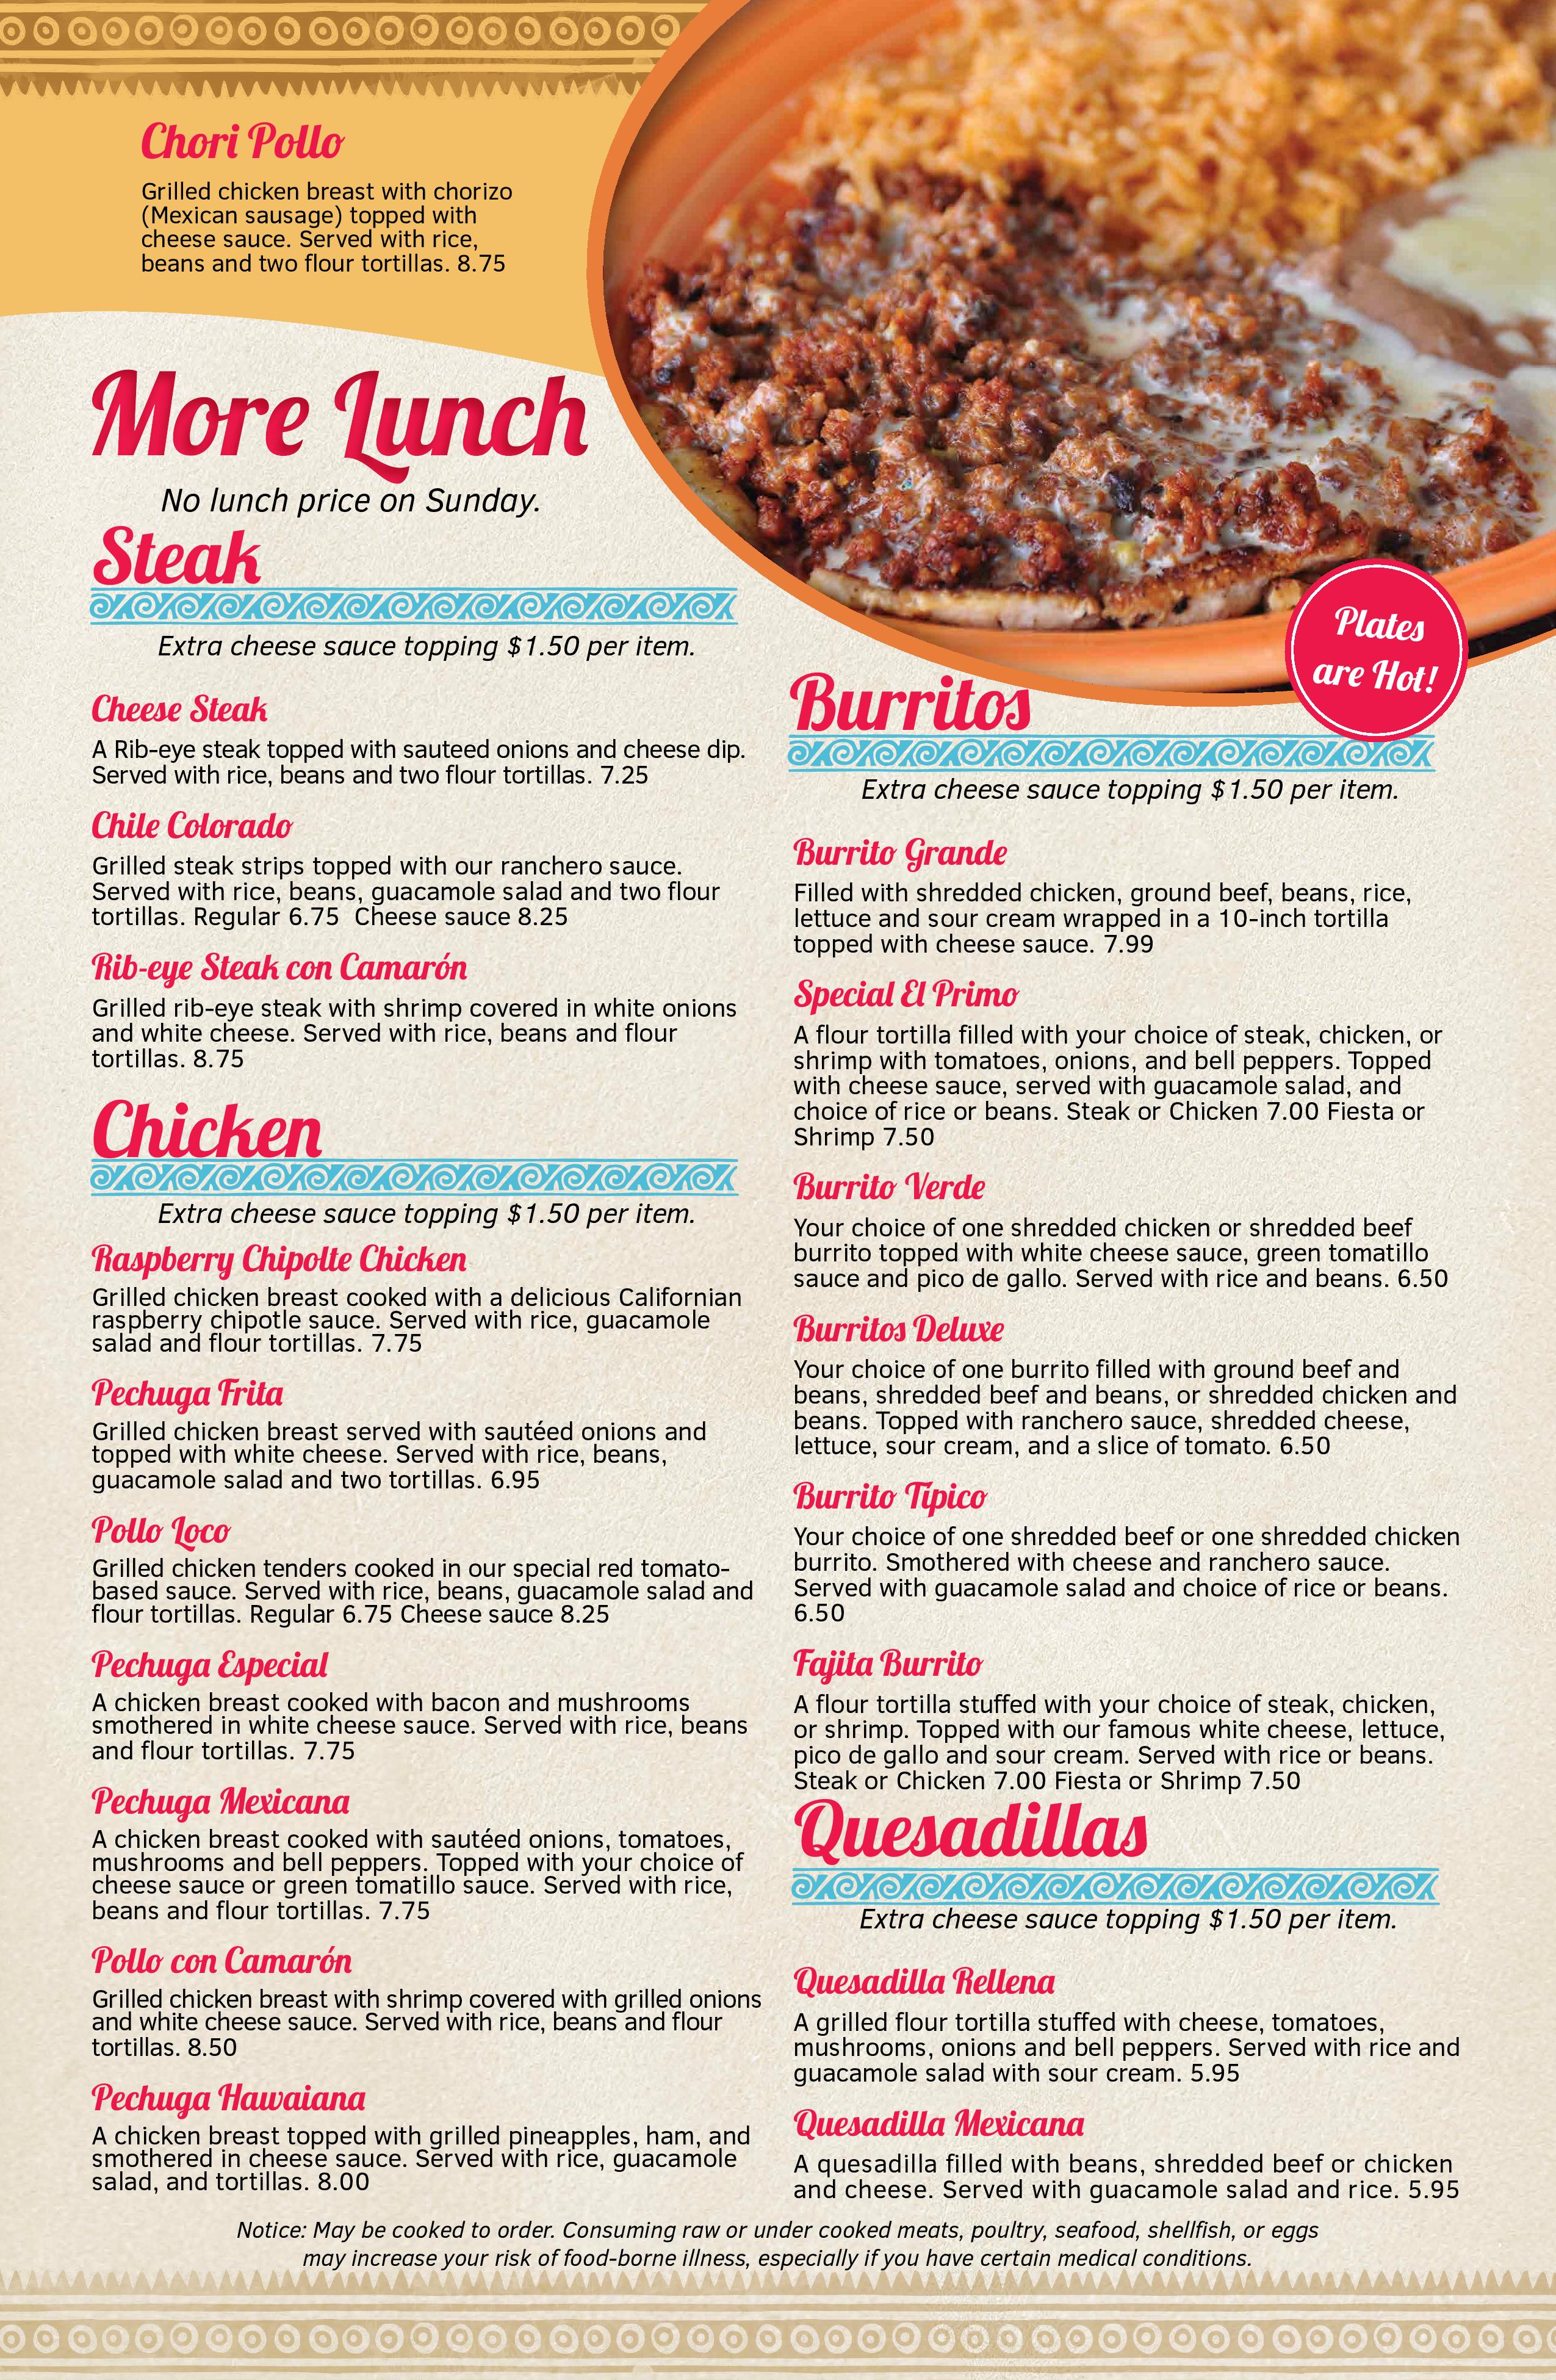 Chori Pollo
Grilled chicken breast with chorizo
(Mexican sausage) topped with
cheese sauce. Served with rice,
beans and two flour tortillas. 8.75
More Lunch
No lunch price on Sunday.
Steak
Extra cheese sauce topping $1.50 per item.
Cheese Steak
A Rib-eye steak topped with sauteed onions and cheese dip.
Served with rice, beans and two flour tortillas. 7.25
Chile Colorado
Grilled steak strips topped with our ranchero sauce.
Served with rice, beans, guacamole salad and two flour
tortillas. Regular 6.75  Cheese sauce 8.25
Rib-eye Steak con Camarón
Grilled rib-eye steak with shrimp covered in white onions
and white cheese. Served with rice, beans and flour
tortillas. 8.75
Chicken
Extra cheese sauce topping $1.50 per item.
Raspberry Chipolte Chicken
Grilled chicken breast cooked with a delicious Californian
raspberry chipotle sauce. Served with rice, guacamole
salad and flour tortillas. 7.75
Pechuga Frita
Grilled chicken breast served with sautéed onions and
topped with white cheese. Served with rice, beans,
guacamole salad and two tortillas. 6.95
Pollo Loco
Grilled chicken tenders cooked in our special red tomato-
based sauce. Served with rice, beans, guacamole salad and
flour tortillas. Regular 6.75 Cheese sauce 8.25
Pechuga Especial
A chicken breast cooked with bacon and mushrooms
smothered in white cheese sauce. Served with rice, beans
and flour tortillas. 7.75
Pechuga Mexicana
A chicken breast cooked with sautéed onions, tomatoes,
mushrooms and bell peppers. Topped with your choice of
cheese sauce or green tomatillo sauce. Served with rice,
beans and flour tortillas. 7.75
Pollo con Camarón
Grilled chicken breast with shrimp covered with grilled onions
and white cheese sauce. Served with rice, beans and flour
tortillas. 8.50
Pechuga Hawaiana
A chicken breast topped with grilled pineapples, ham, and
smothered in cheese sauce. Served with rice, guacamole
salad, and tortillas. 8.00
Plates
are Hot!
Burritos
Extra cheese sauce topping $1.50 per item.
Burrito Grande
Filled with shredded chicken, ground beef, beans, rice,
lettuce and sour cream wrapped in a 10-inch tortilla
topped with cheese sauce. 7.99
Special El Primo
A flour tortilla filled with your choice of steak, chicken, or
shrimp with tomatoes, onions, and bell peppers. Topped
with cheese sauce, served with guacamole salad, and
choice of rice or beans. Steak or Chicken 7.00 Fiesta or
Shrimp 7.50
Burrito Verde
Your choice of one shredded chicken or shredded beef
burrito topped with white cheese sauce, green tomatillo
sauce and pico de gallo. Served with rice and beans. 6.50
Burritos Deluxe
Your choice of one burrito filled with ground beef and
beans, shredded beef and beans, or shredded chicken and
beans. Topped with ranchero sauce, shredded cheese,
lettuce, sour cream, and a slice of tomato. 6.50
Burrito Típico
Your choice of one shredded beef or one shredded chicken
burrito. Smothered with cheese and ranchero sauce.
Served with guacamole salad and choice of rice or beans.
6.50
Fajita Burrito
A flour tortilla stuffed with your choice of steak, chicken,
or shrimp. Topped with our famous white cheese, lettuce,
pico de gallo and sour cream. Served with rice or beans.
Steak or Chicken 7.00 Fiesta or Shrimp 7.50
Quesadillas
Extra cheese sauce topping $1.50 per item.
Quesadilla Rellena
A grilled flour tortilla stuffed with cheese, tomatoes,
mushrooms, onions and bell peppers. Served with rice and
guacamole salad with sour cream. 5.95
Quesadilla Mexicana
A quesadilla filled with beans, shredded beef or chicken
and cheese. Served with guacamole salad and rice. 5.95
Notice: May be cooked to order. Consuming raw or under cooked meats, poultry, seafood, shellfish, or eggs
may increase your risk of food-borne illness, especially if you have certain medical conditions.